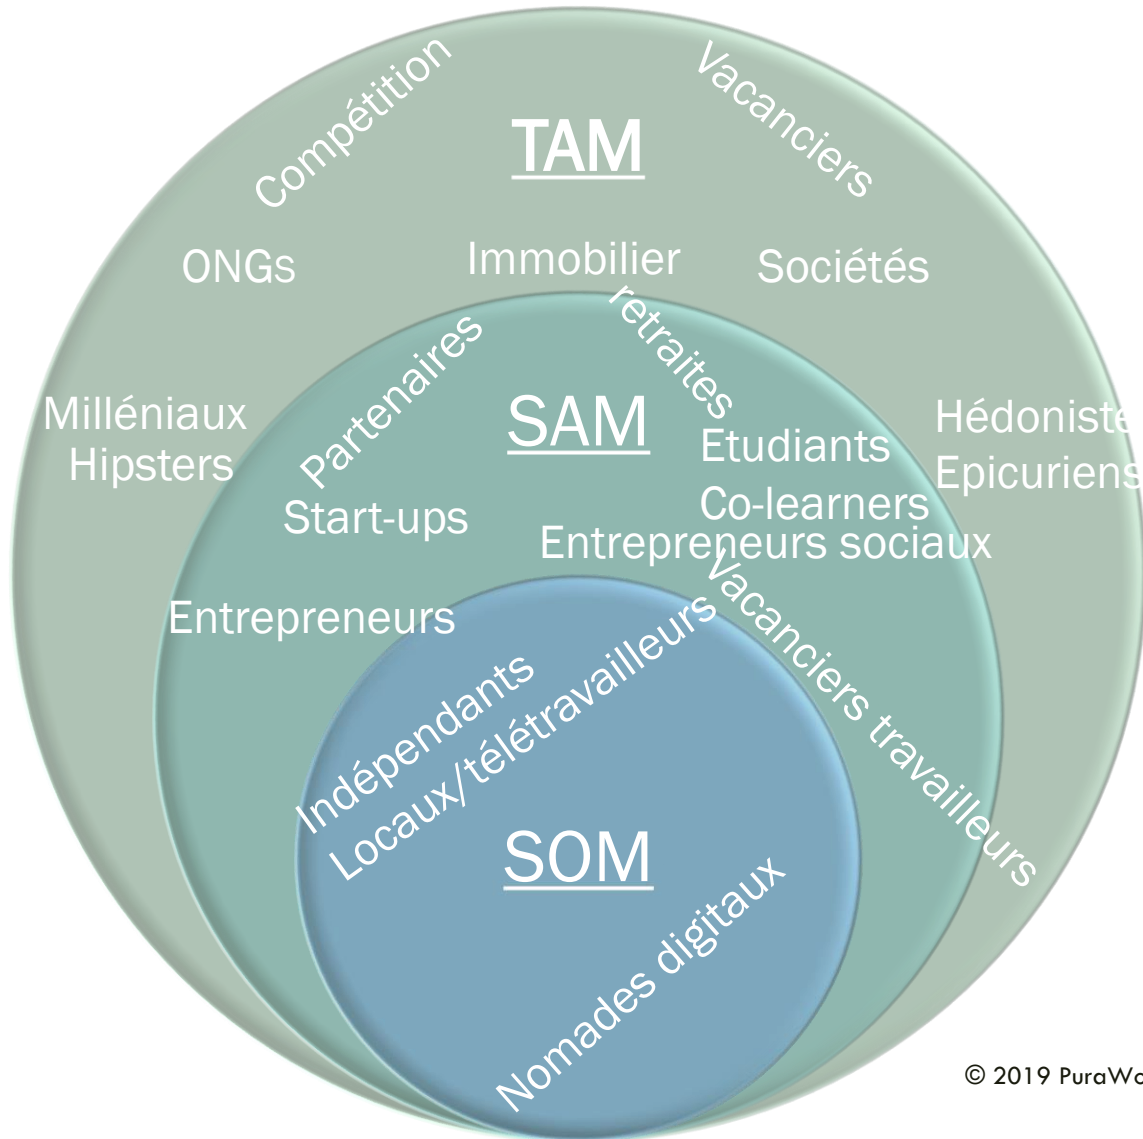 Compétition
Vacanciers
TAM
ONGs
Immobilier
Sociétés
retraites
Partenaires
Milléniaux
Hipsters
SAM
Hédoniste
Epicuriens
Etudiants
Co-learners
Start-ups
Entrepreneurs sociaux
Vacanciers travailleurs
Entrepreneurs
Indépendants
Locaux/télétravailleurs
SOM
Nomades digitaux
© 2019 PuraWo